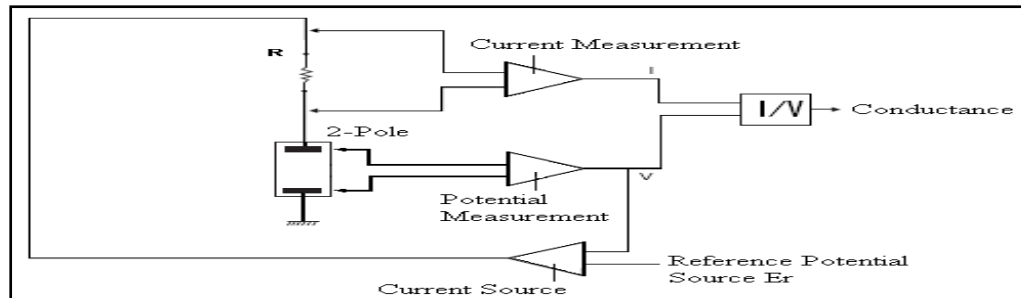 Current Measurement
R
I
I/V
Conductance
2-Pole
V
Potential
Measurement
Reference Potential
Source Er
Current Source